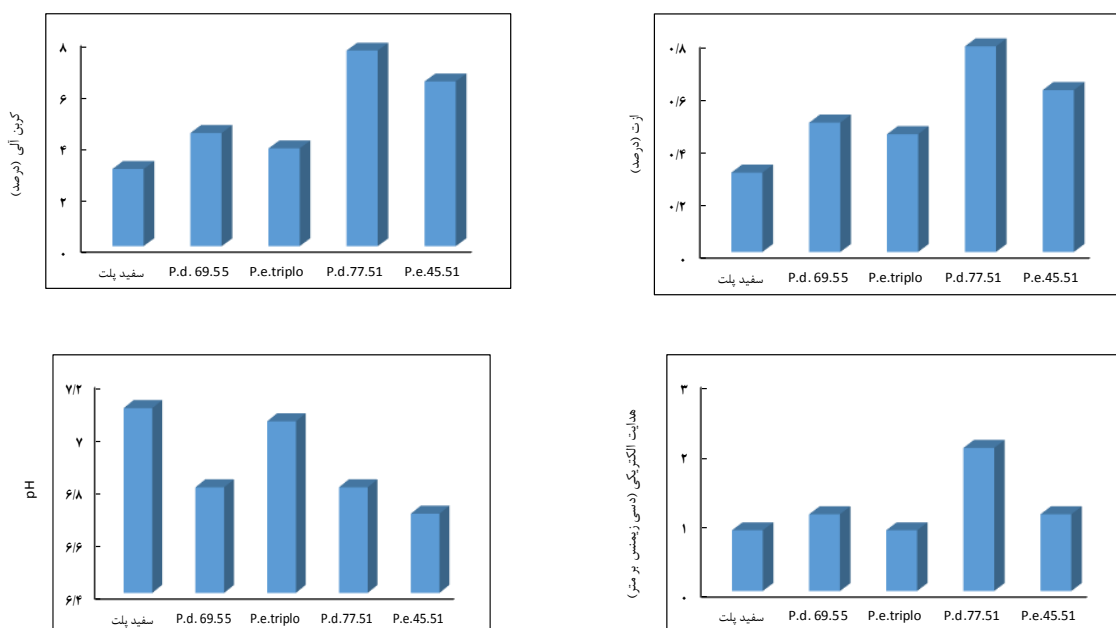 کربن آلی (درصد)
۸
۶
۴
۲
۰
سفید پلت P.d. 69.55 P.e.triplo P.d.77.51 P.e.45.51
ازت (درصد)
۰/۸
۰/۶
۰/۴
۰/۲
۰
سفید پلت P.d. 69.55 P.e.triplo P.d.77.51 P.e.45.51
pH
۷/۲
۷
۶/۸
۶/۶
۶/۴
سفید پلت P.d. 69.55 P.e.triplo P.d.77.51 P.e.45.51
هدایت الکتریکی (دسی زیمنس بر متر)
۳
۲
۱
۰
سفید پلت P.d. 69.55 P.e.triplo P.d.77.51 P.e.45.51